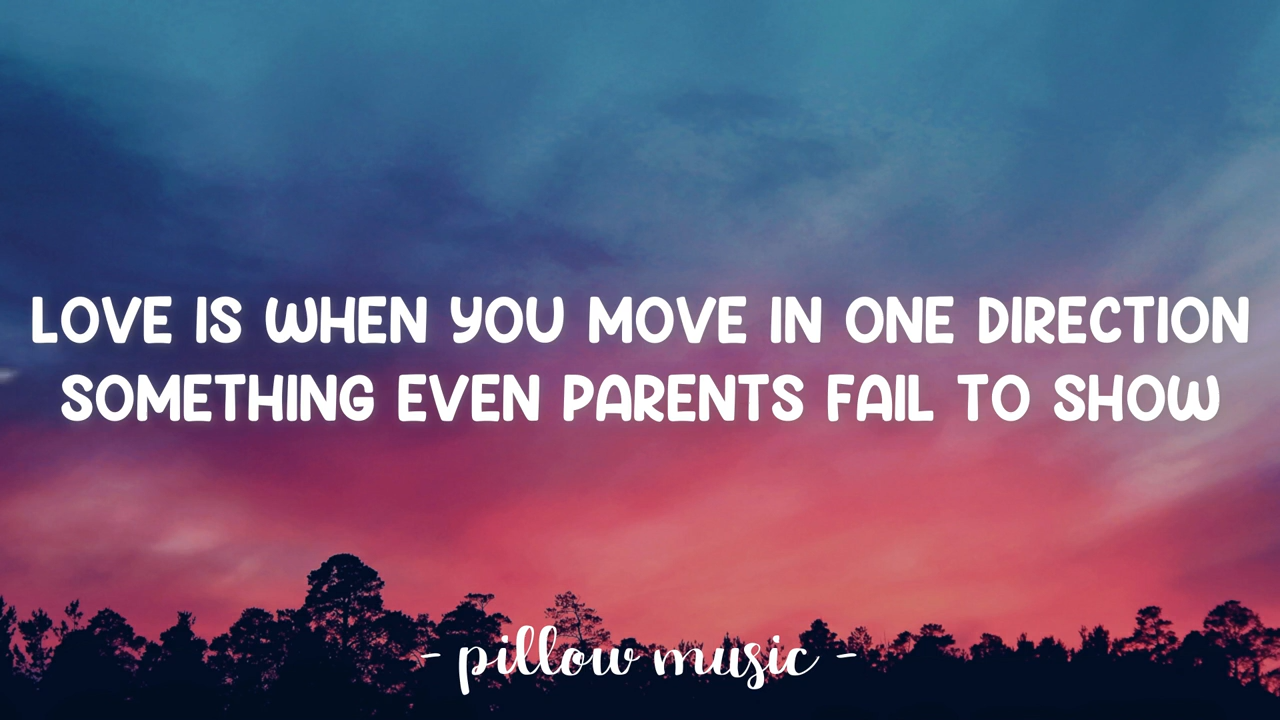 LOVE IS WHEN YOU MOVE IN ONE DIRECTION
SOMETHING EVEN PARENTS FAIL TO SHOW
- pillow music -